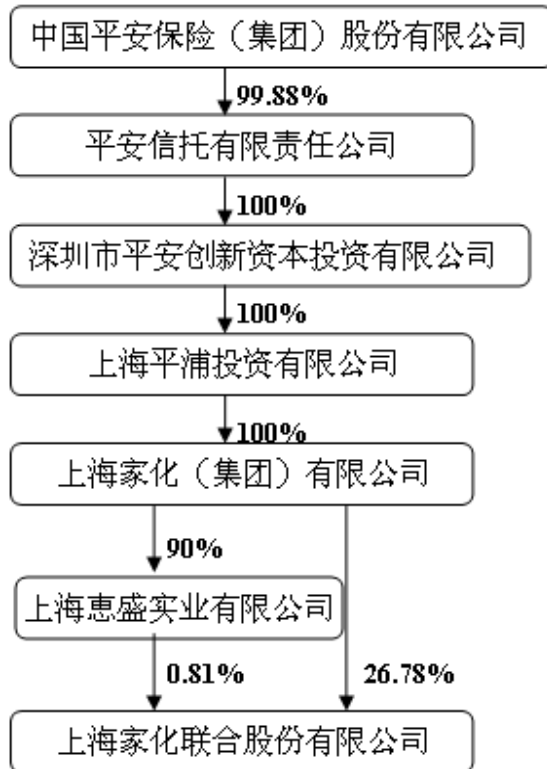 中国平安保险（集团）股份有限公司
99.88%
平安信托有限责任公司
100%
深圳市平安创新资本投资有限公司
100%
上海平浦投资有限公司
100%
上海家化（集团）有限公司
90%
上海惠盛实业有限公司
0.81%
26.78%
上海家化联合股份有限公司